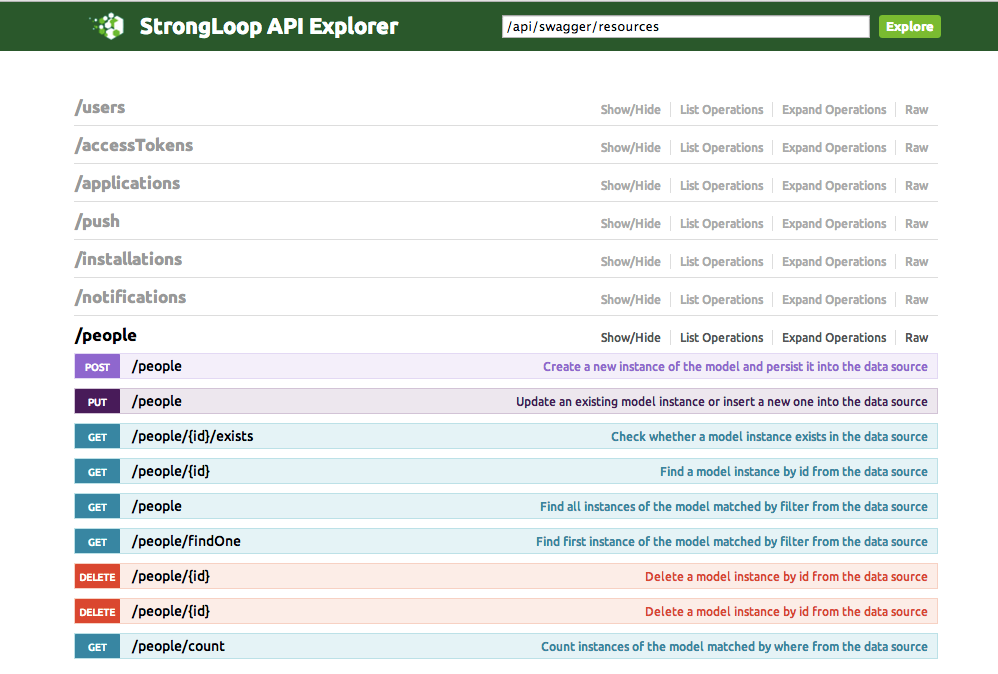 StrongLoop API Explorer /api/swagger/resources Explore
/users Show/Hide List Operations Expand Operations Raw
/accessTokens Show/Hide List Operations Expand Operations Raw
/applications Show/Hide List Operations Expand Operations Raw
/push Show/Hide List Operations Expand Operations Raw
/installations Show/Hide List Operations Expand Operations Raw
/notifications Show/Hide List Operations Expand Operations Raw
/people Show/Hide List Operations Expand Operations Raw
POST /people Create a new instance of the model and persist it into the data source
PUT /people Update an existing model instance or insert a new one into the data source
GET /people/{id}/exists Check whether a model instance exists in the data source
GET /people/{id} Find a model instance by id from the data source
GET /people Find all instances of the model matched by filter from the data source
GET /people/findOne Find first instance of the model matched by filter from the data source
DELETE /people/{id} Delete a model instance by id from the data source
DELETE /people/{id} Delete a model instance by id from the data source
GET /people/count Count instances of the model matched by where from the data source